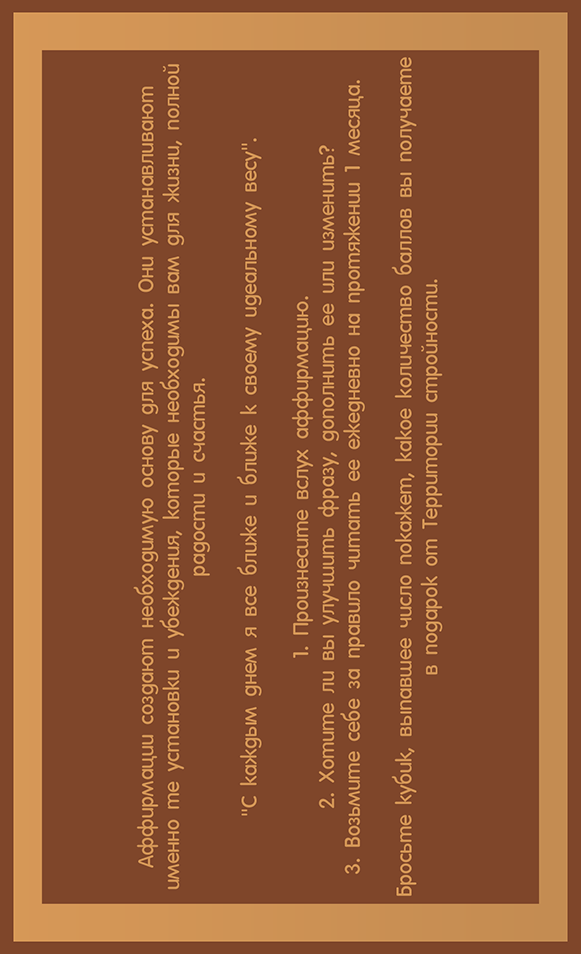 Аффирмации создают необходимую основу для успеха. Они устанавливают
именно те установки и убеждения, которые необходимы вам для жизни, полной
радости и счастья.
"С каждым днем я все ближе и ближе к своему идеальному весу".
1. Произнесите вслух аффирмацию.
2. Хотите ли вы улучшить фразу, дополнить ее или изменить?
3. Возьмите себе за правило читать ее ежедневно на протяжении 1 месяца.
Бросьте кубик, выпавшее число покажет, какое количество баллов вы получаете
в подарок от Территории стройности.